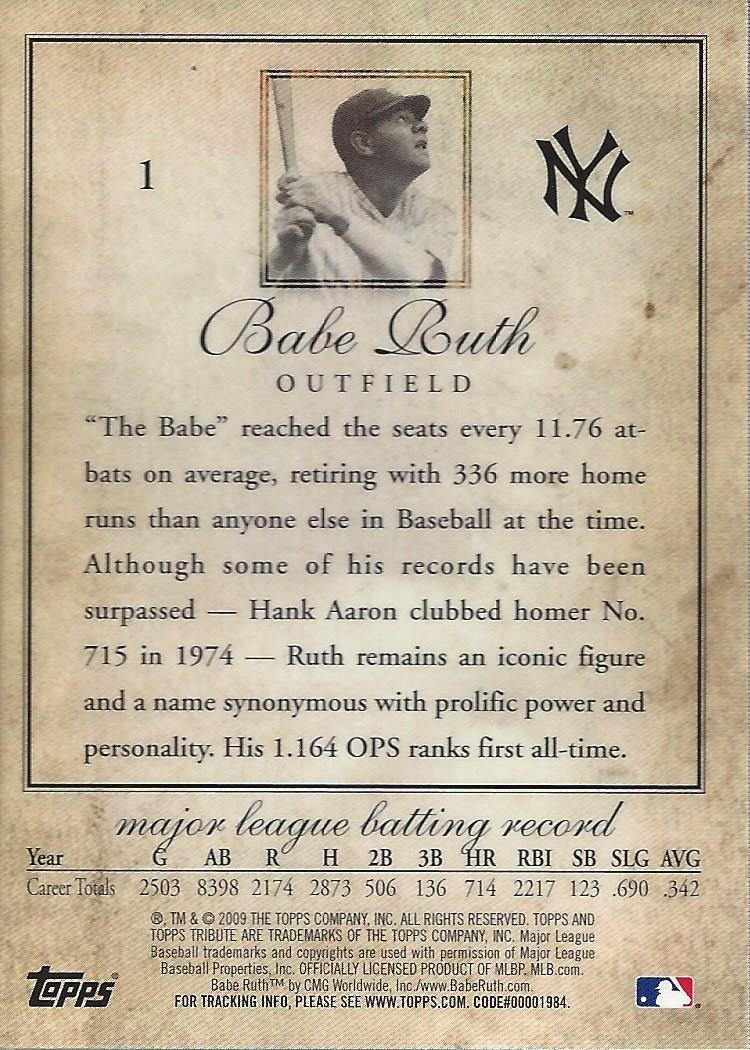 1
NY
™
Babe Ruth
OUTFIELD
“The Babe” reached the seats every 11.76 at-
bats on average, retiring with 336 more home
runs than anyone else in Baseball at the time.
Although some of his records have been
surpassed — Hank Aaron clubbed homer No.
715 in 1974 — Ruth remains an iconic figure
and a name synonymous with prolific power and
personality. His 1.164 OPS ranks first all-time.
major league batting record
Year G AB R H 2B 3B HR RBI SB SLG AVG
Career Totals 2503 8398 2174 2873 506 136 714 2217 123 .690 .342
®, TM & © 2009 THE TOPPS COMPANY, INC. ALL RIGHTS RESERVED. TOPPS AND
TOPPS TRIBUTE ARE TRADEMARKS OF THE TOPPS COMPANY, INC. Major League
Baseball trademarks and copyrights are used with permission of Major League
Baseball Properties, Inc. OFFICIALLY LICENSED PRODUCT OF MLBP. MLB.com.
Babe Ruth™ by CMG Worldwide, Inc./www.BabeRuth.com.
FOR TRACKING INFO, PLEASE SEE WWW.TOPPS.COM. CODE#00001984.
TOPPS®